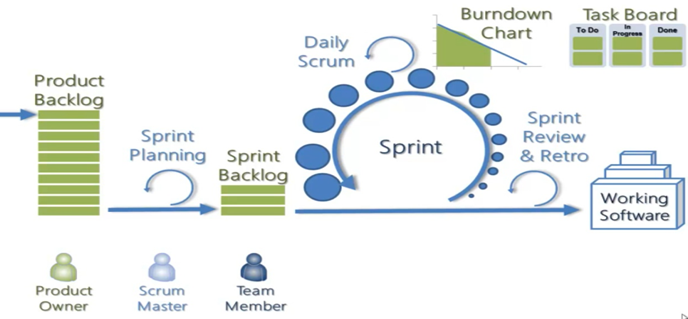 Burndown
Chart
Task Board
To Do
In
Progress
Done
Daily
Scrum
Product
Backlog
Sprint
Planning
Sprint
Backlog
Sprint
Sprint
Review
& Retro
Working
Software
Product
Owner
Scrum
Master
Team
Member